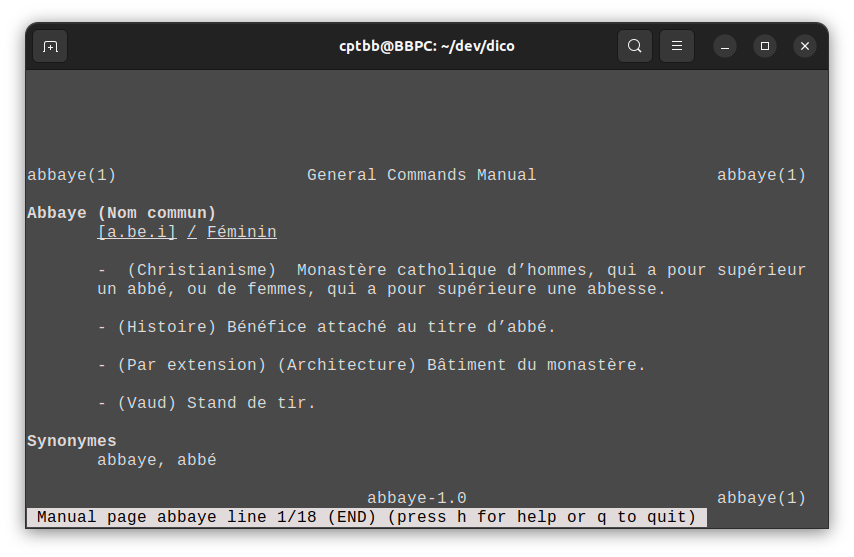 cptbb@BBPC: ~/dev/dico
abbaye(1) General Commands Manual abbaye(1)
Abbaye (Nom commun)
[a.be.i] / Féminin
- (Christianisme) Monastère catholique d’hommes, qui a pour supérieur
un abbé, ou de femmes, qui a pour supérieure une abbesse.
- (Histoire) Bénéfice attaché au titre d’abbé.
- (Par extension) (Architecture) Bâtiment du monastère.
- (Vaud) Stand de tir.
Synonymes
abbaye, abbé
abbaye-1.0 abbaye(1)
Manual page abbaye line 1/18 (END) (press h for help or q to quit)